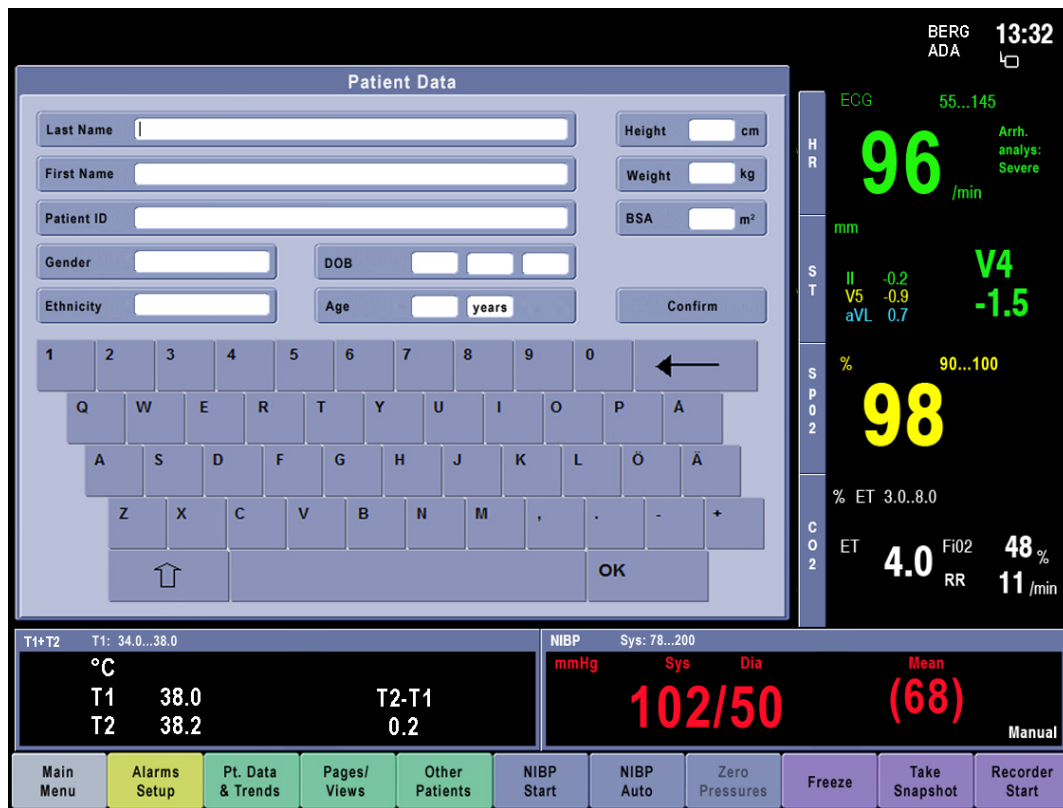 BERG 13:32
ADA
Patient Data
Last Name
First Name
Patient ID
Gender
DOB
Ethnicity
Age years
Height cm
Weight kg
BSA m²
Confirm
1 2 3 4 5 6 7 8 9 0
Q W E R T Y U I O P Å
A S D F G H J K L Ö Ä
Z X C V B N M , . - +
OK
HR
ECG 55...145
96 /min
Arrh.
analys:
Severe
ST
mm
II -0.2
V5 -0.9
aVL 0.7
V4
-1.5
Sp02
% 90...100
98
CO2
% ET 3.0..8.0
ET 4.0
Fi02 48 %
RR 11 /min
T1+T2 T1: 34.0...38.0
°C
T1 38.0 T2-T1
T2 38.2 0.2
NIBP Sys: 78...200
mmHg Sys Dia Mean
102/50 (68)
Manual
Main
Menu
Alarms
Setup
Pt. Data
& Trends
Pages/
Views
Other
Patients
NIBP
Start
NIBP
Auto
Zero
Pressures
Freeze
Take
Snapshot
Recorder
Start